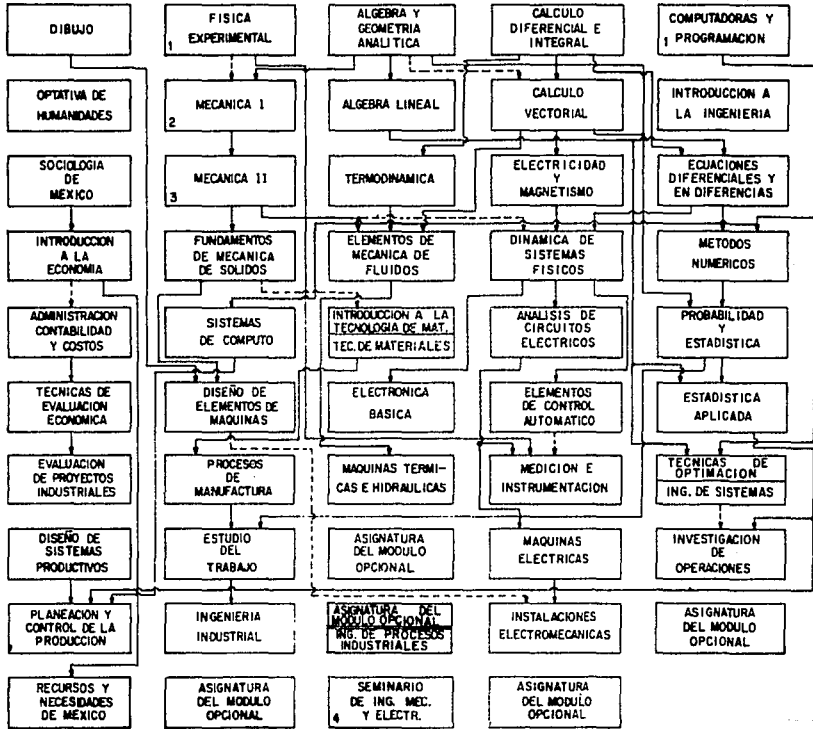 DIBUJO
FISICA
EXPERIMENTAL
1
ALGEBRA Y
GEOMETRIA
ANALITICA
CALCULO
DIFERENCIAL E
INTEGRAL
COMPUTADORAS Y
PROGRAMACION
1
OPTATIVA DE
HUMANIDADES
MECANICA I
2
ALGEBRA LINEAL
CALCULO
VECTORIAL
INTRODUCCION A
LA INGENIERIA
SOCIOLOGIA
DE
MEXICO
MECANICA II
3
TERMODINAMICA
ELECTRICIDAD
Y
MAGNETISMO
ECUACIONES
DIFERENCIALES Y
EN DIFERENCIAS
INTRODUCCION
A LA
ECONOMIA
FUNDAMENTOS
DE MECANICA
DE SOLIDOS
ELEMENTOS DE
MECANICA DE
FLUIDOS
DINAMICA DE
SISTEMAS
FISICOS
METODOS
NUMERICOS
ADMINISTRACION
CONTABILIDAD
Y COSTOS
SISTEMAS
DE COMPUTO
INTRODUCCION A LA
TECNOLOGIA DE MAT.
TEC. DE MATERIALES
ANALISIS DE
CIRCUITOS
ELECTRICOS
PROBABILIDAD
Y
ESTADISTICA
TECNICAS DE
EVALUACION
ECONOMICA
DISEÑO DE
ELEMENTOS DE
MAQUINAS
ELECTRONICA
BASICA
ELEMENTOS
DE CONTROL
AUTOMATICO
ESTADISTICA
APLICADA
EVALUACION
DE PROYECTOS
INDUSTRIALES
PROCESOS
DE
MANUFACTURA
MAQUINAS TERMI-
CAS E HIDRAULICAS
MEDICION E
INSTRUMENTACION
TECNICAS DE
OPTIMACION
ING. DE SISTEMAS
DISEÑO DE
SISTEMAS
PRODUCTIVOS
ESTUDIO
DEL
TRABAJO
ASIGNATURA
DEL MODULO
OPCIONAL
MAQUINAS
ELECTRICAS
INVESTIGACION
DE
OPERACIONES
PLANEACION Y
CONTROL DE LA
PRODUCCION
INGENIERIA
INDUSTRIAL
ASIGNATURA DEL
MODULO OPCIONAL
ING. DE PROCESOS
INDUSTRIALES
INSTALACIONES
ELECTROMECANICAS
ASIGNATURA
DEL MODULO
OPCIONAL
RECURSOS Y
NECESIDADES
DE MEXICO
ASIGNATURA
DEL MODULO
OPCIONAL
SEMINARIO
DE ING. MEC.
Y ELECTR.
4
ASIGNATURA
DEL MODULO
OPCIONAL